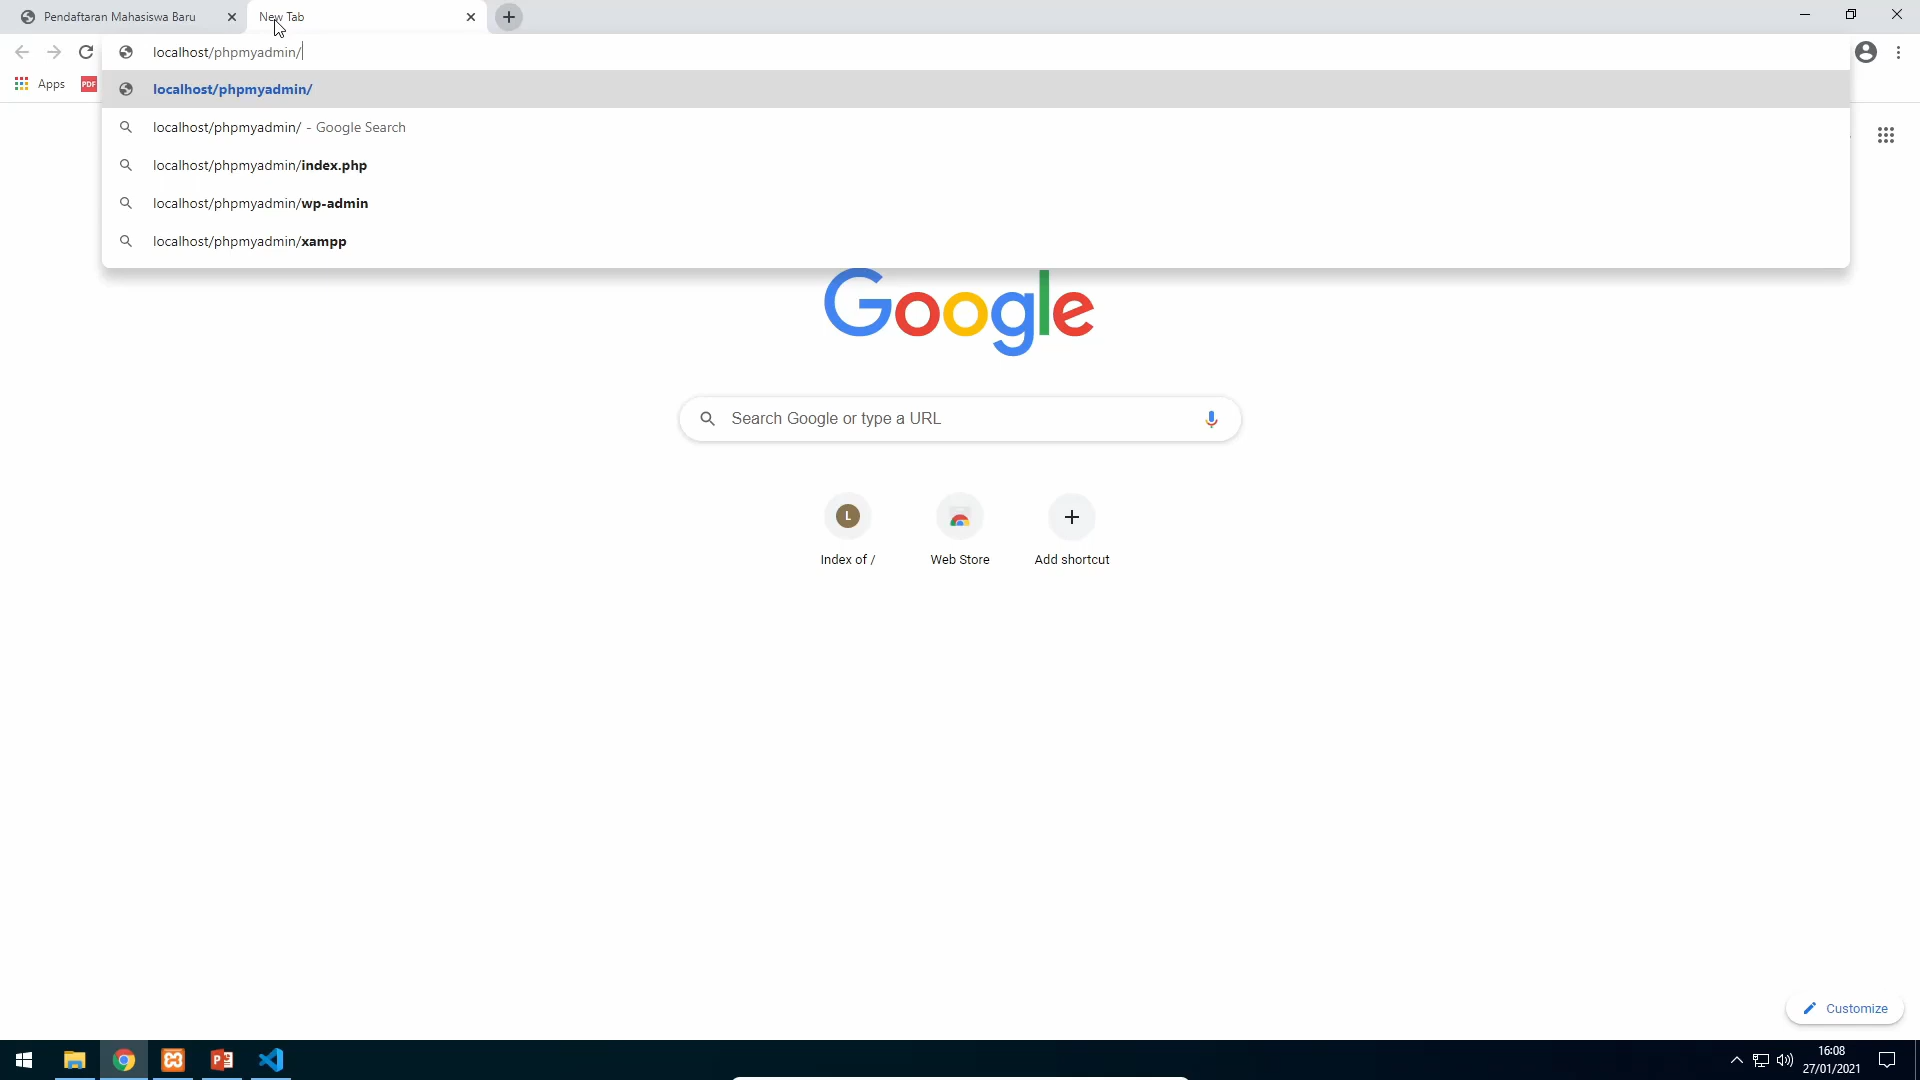 Pendaftaran Mahasiswa Baru
New Tab
localhost/phpmyadmin/
Apps
PDF
localhost/phpmyadmin/
localhost/phpmyadmin/ - Google Search
localhost/phpmyadmin/index.php
localhost/phpmyadmin/wp-admin
localhost/phpmyadmin/xampp
Google
Search Google or type a URL
L
Index of /
Web Store
Add shortcut
Customize
16:08
27/01/2021